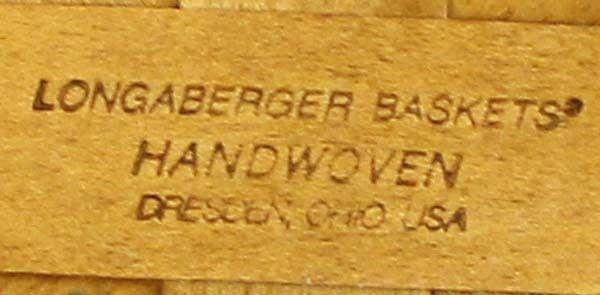 LONGABERGER BASKETS®
HANDWOVEN
DRESDEN, OHIO USA